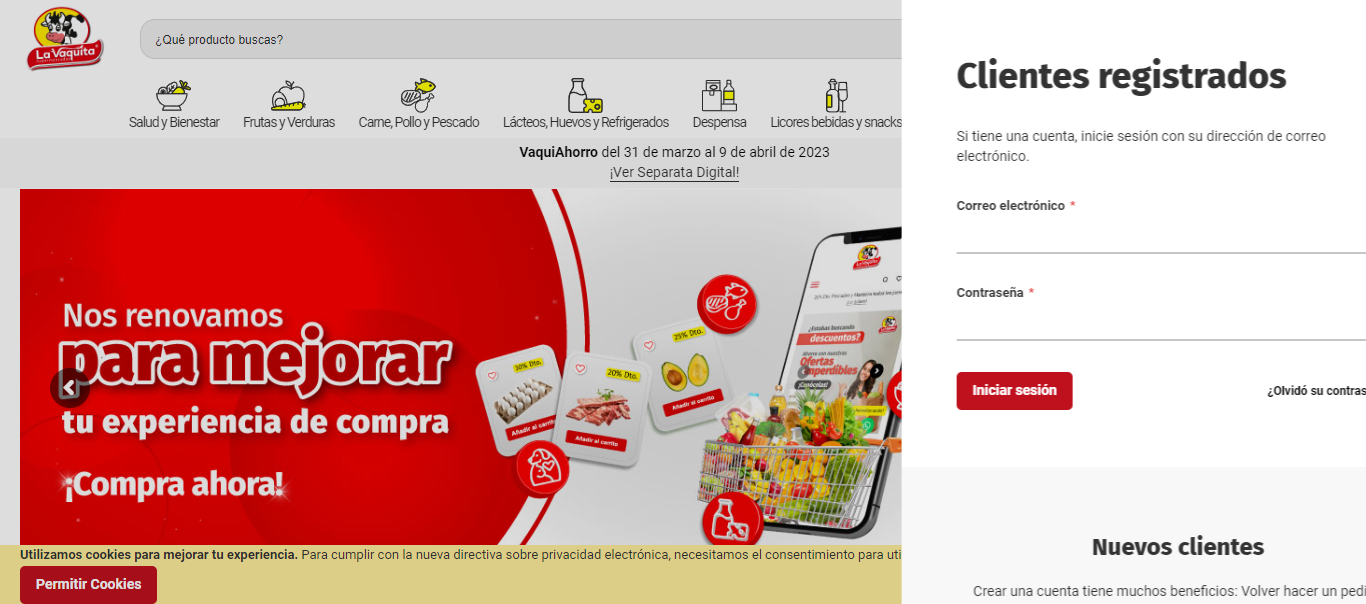 La Vaquita
supermercados
¿Qué producto buscas?
Salud y Bienestar
Frutas y Verduras
Carne, Pollo y Pescado
Lácteos, Huevos y Refrigerados
Despensa
Licores bebidas y snacks
VaquiAhorro del 31 de marzo al 9 de abril de 2023
¡Ver Separata Digital!
Nos renovamos
para mejorar
tu experiencia de compra
¡Compra ahora!
30% Dto.
Añadir al carrito
20% Dto.
Añadir al carrito
25% Dto.
Añadir al carrito
La Vaquita
¿Estabas buscando
descuentos?
Ahorre con nuestras
Ofertas
imperdibles
¡Conócelas!
Utilizamos cookies para mejorar tu experiencia. Para cumplir con la nueva directiva sobre privacidad electrónica, necesitamos el consentimiento para uti
Permitir Cookies
Clientes registrados
Si tiene una cuenta, inicie sesión con su dirección de correo
electrónico.
Correo electrónico *
Contraseña *
Iniciar sesión
¿Olvidó su contras
Nuevos clientes
Crear una cuenta tiene muchos beneficios: Volver hacer un pedi